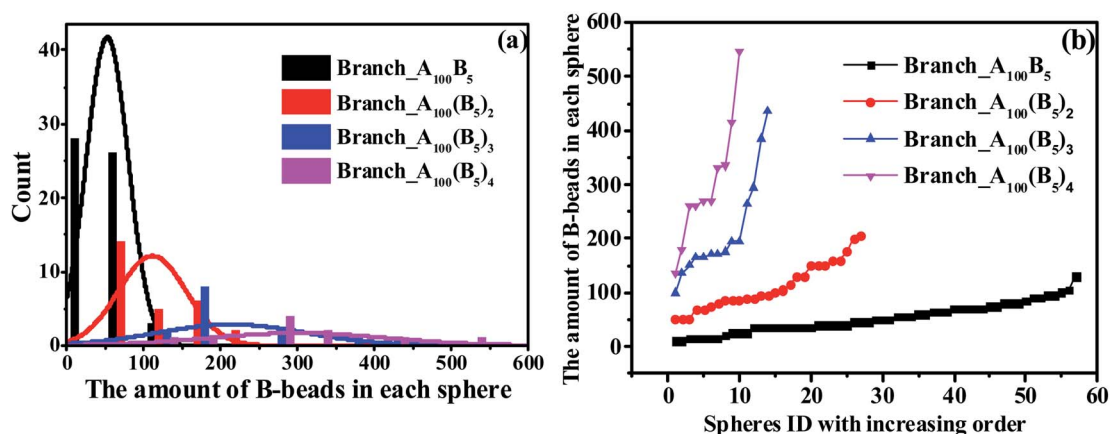 (a)
Branch_A₁₀₀B₅
Branch_A₁₀₀(B₅)₂
Branch_A₁₀₀(B₅)₃
Branch_A₁₀₀(B₅)₄
Count
40
30
20
10
0
0 100 200 300 400 500 600
The amount of B-beads in each sphere
(b)
Branch_A₁₀₀B₅
Branch_A₁₀₀(B₅)₂
Branch_A₁₀₀(B₅)₃
Branch_A₁₀₀(B₅)₄
The amount of B-beads in each sphere
600
500
400
300
200
100
0
0 10 20 30 40 50 60
Spheres ID with increasing order